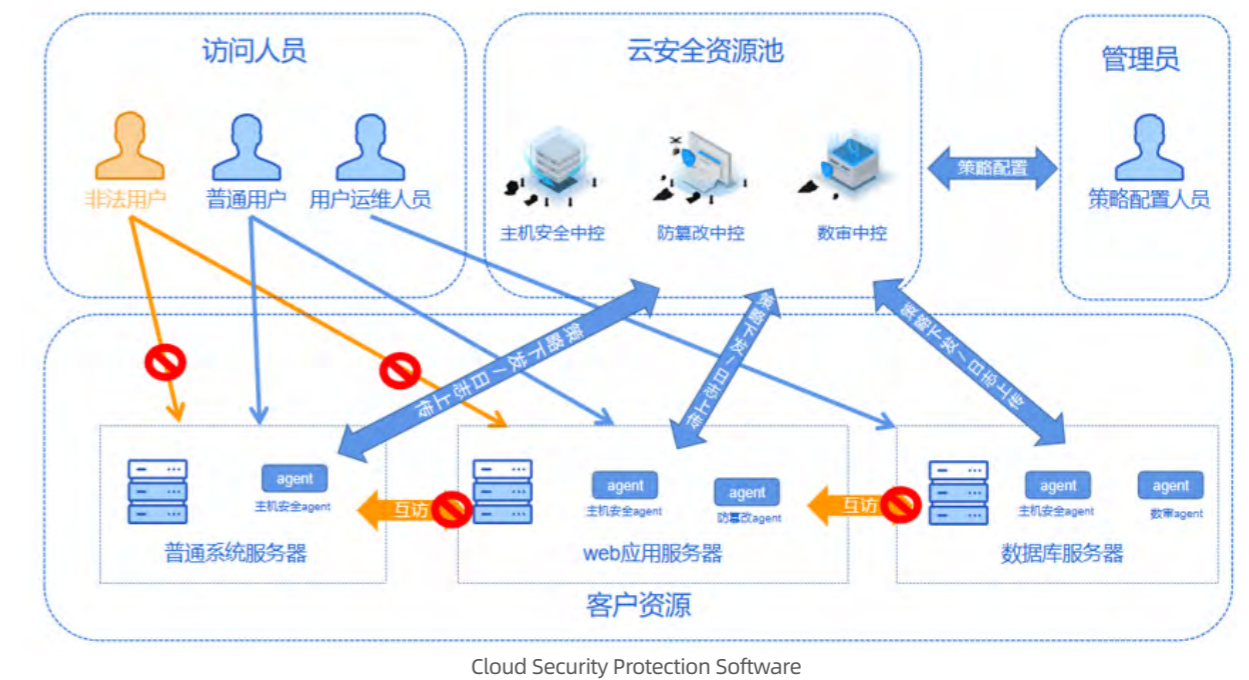 访问人员
云安全资源池
管理员
非法用户
普通用户
用户运维人员
主机安全中控
防篡改中控
数审中控
策略配置
策略配置人员
策略下发/日志上传
策略下发/日志上传
策略下发/日志上传
agent
主机安全agent
普通系统服务器
互访
agent
主机安全agent
agent
防篡改agent
web应用服务器
互访
agent
主机安全agent
agent
数审agent
数据库服务器
客户资源
Cloud Security Protection Software